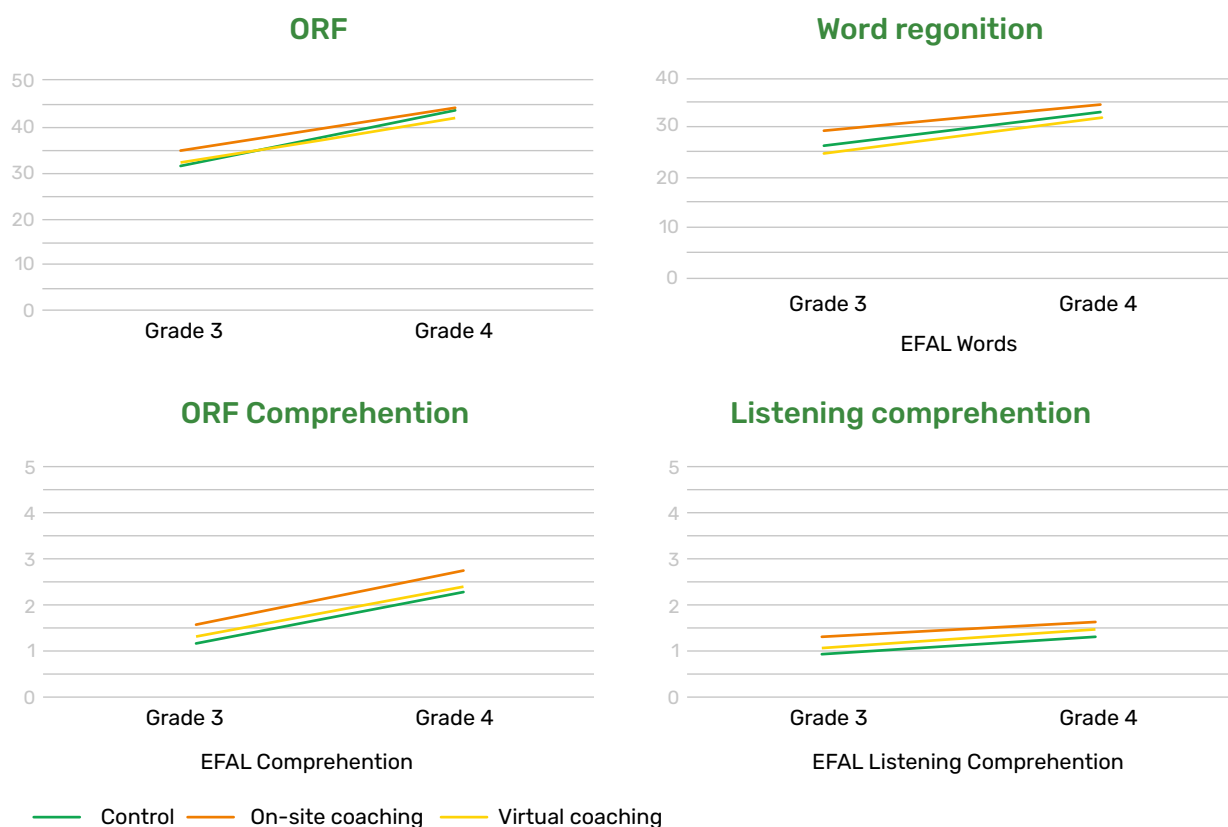 ORF
50
40
30
20
10
0
Grade 3 Grade 4
Word regonition
40
30
20
10
0
Grade 3 Grade 4
EFAL Words
ORF Comprehention
5
4
3
2
1
0
Grade 3 Grade 4
EFAL Comprehention
Listening comprehention
5
4
3
2
1
0
Grade 3 Grade 4
EFAL Listening Comprehention
Control On-site coaching Virtual coaching